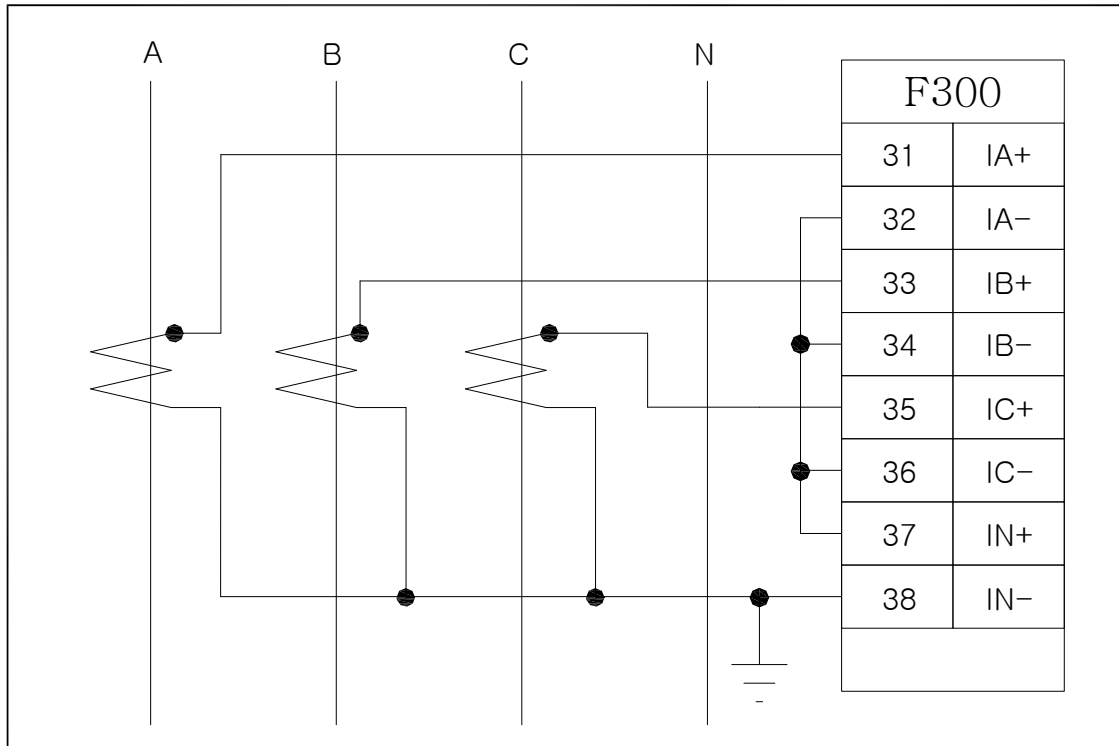 A B C N
F300
31 IA+
32 IA-
33 IB+
34 IB-
35 IC+
36 IC-
37 IN+
38 IN-